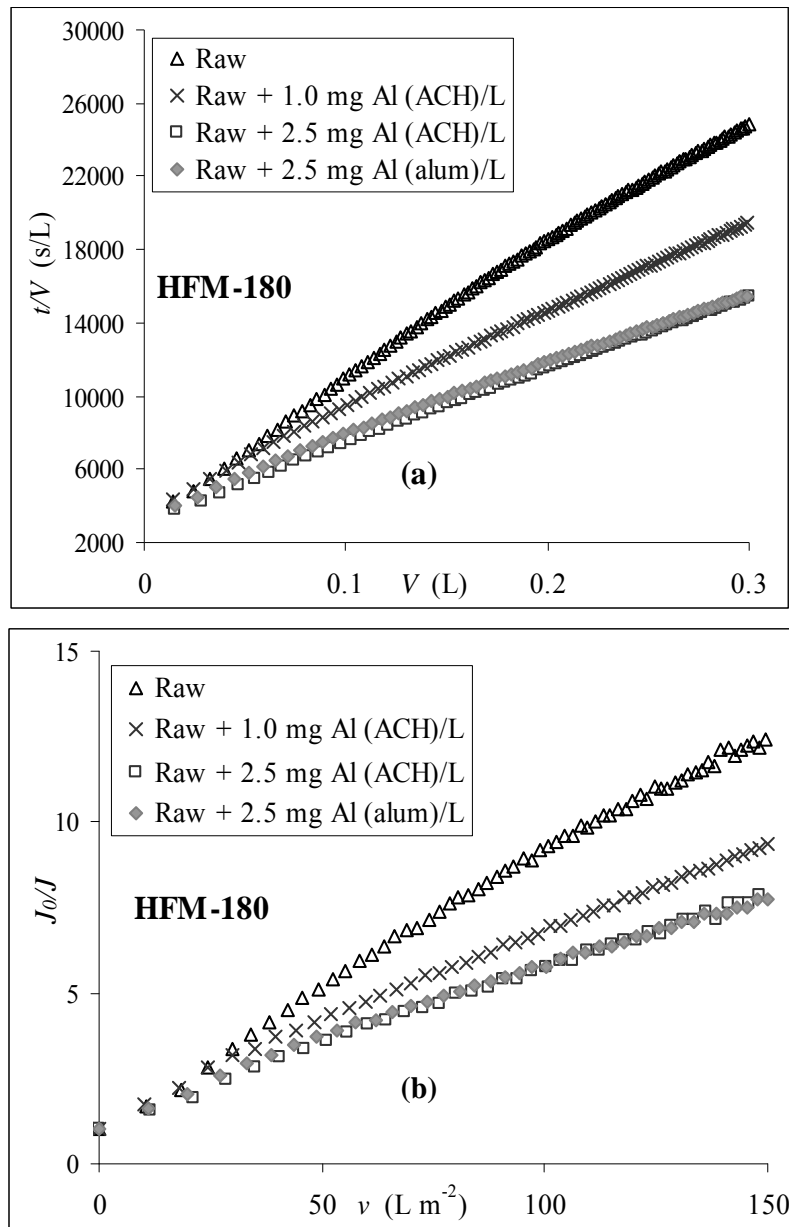 30000
26000
22000
18000
14000
10000
6000
2000
t/V (s/L)
Raw
Raw + 1.0 mg Al (ACH)/L
Raw + 2.5 mg Al (ACH)/L
Raw + 2.5 mg Al (alum)/L
HFM-180
(a)
0 0.1 0.2 0.3
V (L)
15
10
5
0
J0/J
Raw
Raw + 1.0 mg Al (ACH)/L
Raw + 2.5 mg Al (ACH)/L
Raw + 2.5 mg Al (alum)/L
HFM-180
(b)
0 50 100 150
v (L m-2)